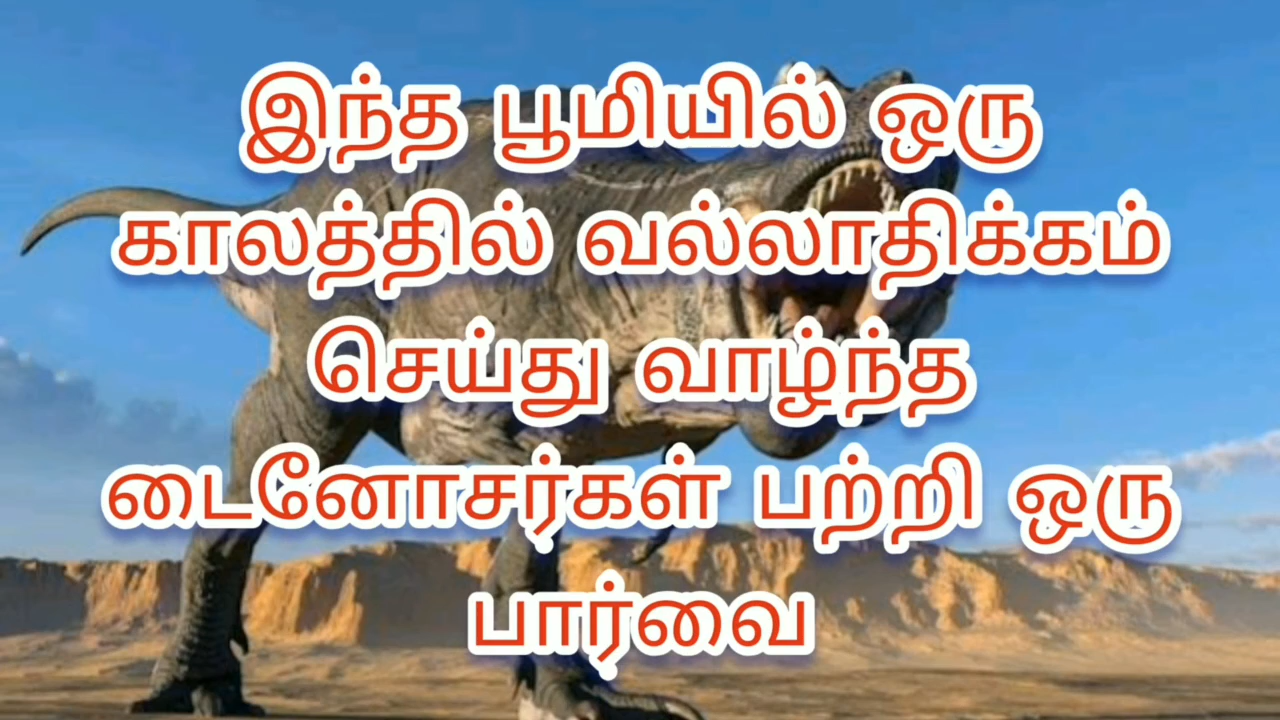 இந்த பூமியில் ஒரு
காலத்தில் வல்லாதிக்கம்
செய்து வாழ்ந்த
டைனோசர்கள் பற்றி ஒரு
பார்வை